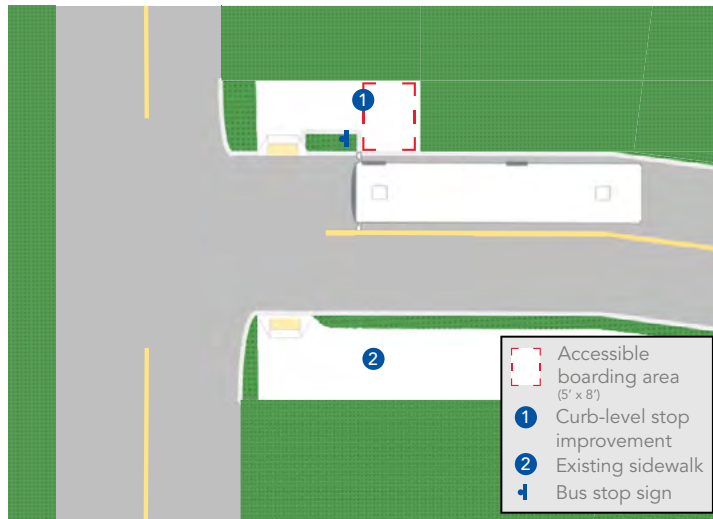 1
2
Accessible
boarding area
(5' x 8')
1 Curb-level stop
improvement
2 Existing sidewalk
Bus stop sign